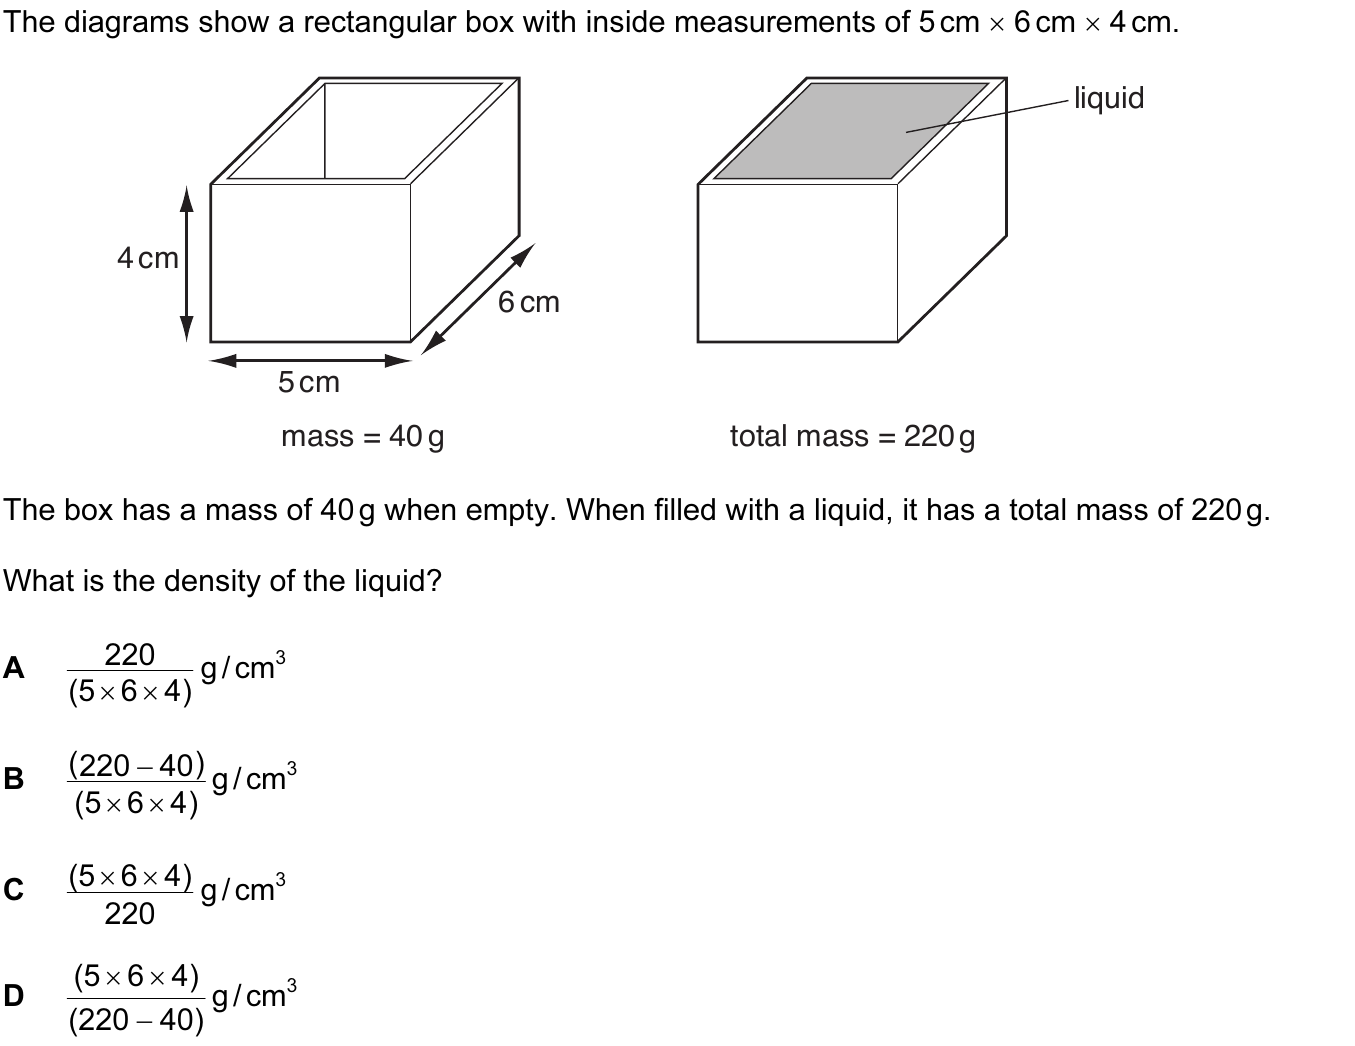 The diagrams show a rectangular box with inside measurements of 5 cm × 6 cm × 4 cm.
liquid
4 cm
6 cm
5 cm
mass = 40 g
total mass = 220 g
The box has a mass of 40 g when empty. When filled with a liquid, it has a total mass of 220 g.
What is the density of the liquid?
A 220 / (5 × 6 × 4) g / cm³
B (220 – 40) / (5 × 6 × 4) g / cm³
C (5 × 6 × 4) / 220 g / cm³
D (5 × 6 × 4) / (220 – 40) g / cm³